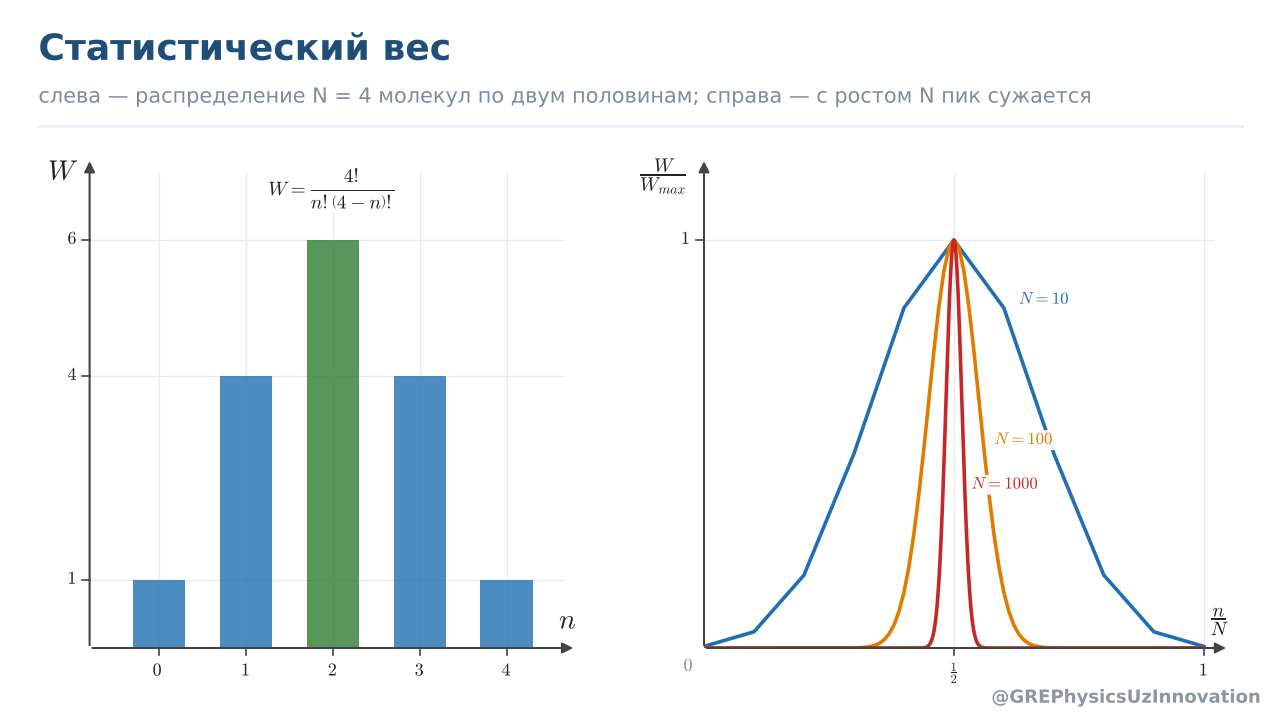 Статистический вес
слева — распределение N = 4 молекул по двум половинам; справа — с ростом N пик сужается
W
W = 4! / n! (4 − n)!
6
4
1
0 1 2 3 4
n
W / W_max
1
N = 10
N = 100
N = 1000
n / N
0
1/2
1
@GREPhysicsUzInnovation